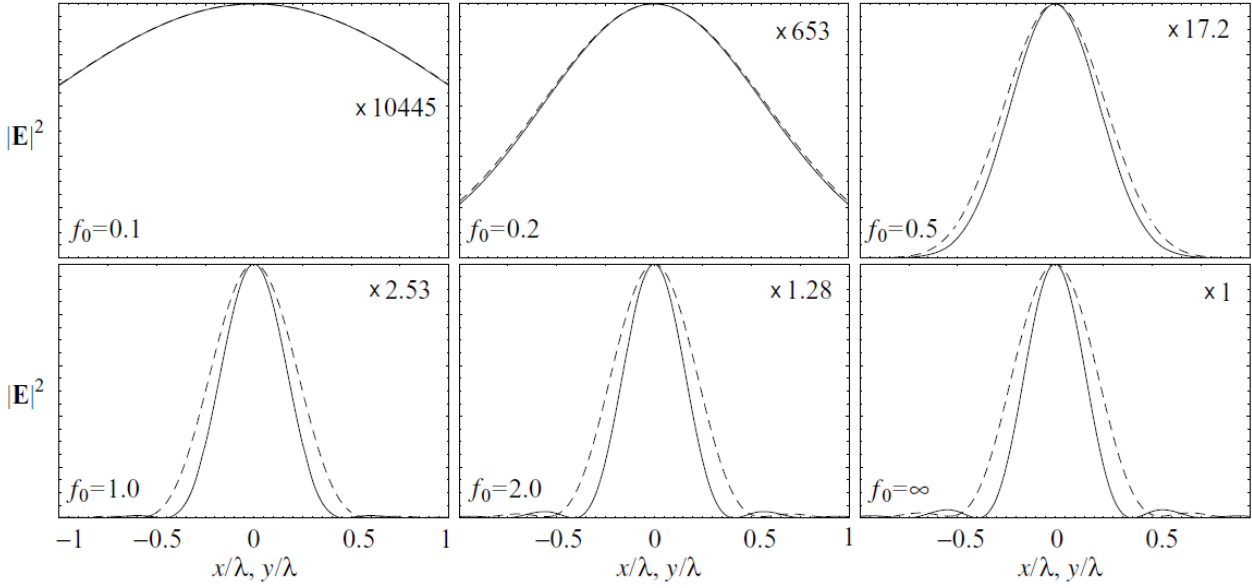 |E|²
×10445
f₀=0.1
×653
f₀=0.2
×17.2
f₀=0.5
|E|²
×2.53
f₀=1.0
×1.28
f₀=2.0
×1
f₀=∞
−1 −0.5 0 0.5
−0.5 0 0.5 1
−0.5 0 0.5
x/λ, y/λ
x/λ, y/λ
x/λ, y/λ